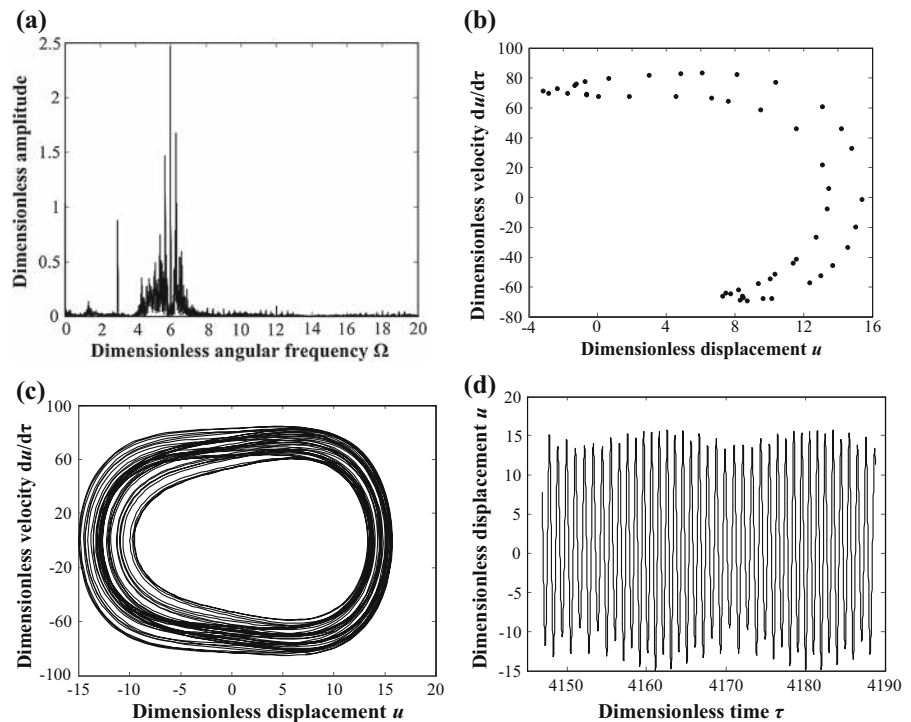 (a)
2.5
2
1.5
1
0.5
0
0 2 4 6 8 10 12 14 16 18 20
Dimensionless amplitude
Dimensionless angular frequency Ω
(b)
100
80
60
40
20
0
-20
-40
-60
-80
-4 0 4 8 12 16
Dimensionless velocity du/dτ
Dimensionless displacement u
(c)
100
60
20
-20
-60
-100
-15 -10 -5 0 5 10 15 20
Dimensionless velocity du/dτ
Dimensionless displacement u
(d)
20
15
10
5
0
-5
-10
-15
4150 4160 4170 4180 4190
Dimensionless displacement u
Dimensionless time τ